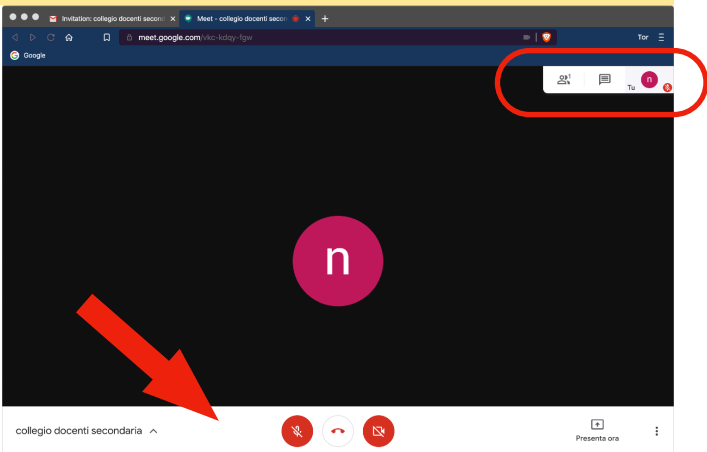 Invitation: collegio docenti second
Meet - collegio docenti secon
meet.google.com/vkc-kdqy-fgw
Tor
G Google
1
Tu
n
n
collegio docenti secondaria
Presenta ora